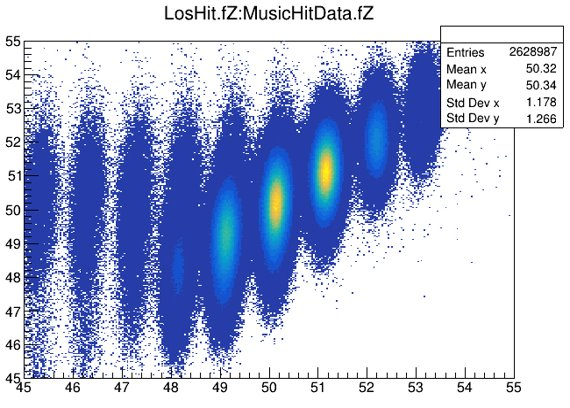 LosHit.fZ:MusicHitData.fZ
Entries 2628987
Mean x 50.32
Mean y 50.34
Std Dev x 1.178
Std Dev y 1.266
55
54
53
52
51
50
49
48
47
46
45
45 46 47 48 49 50 51 52 53 54 55